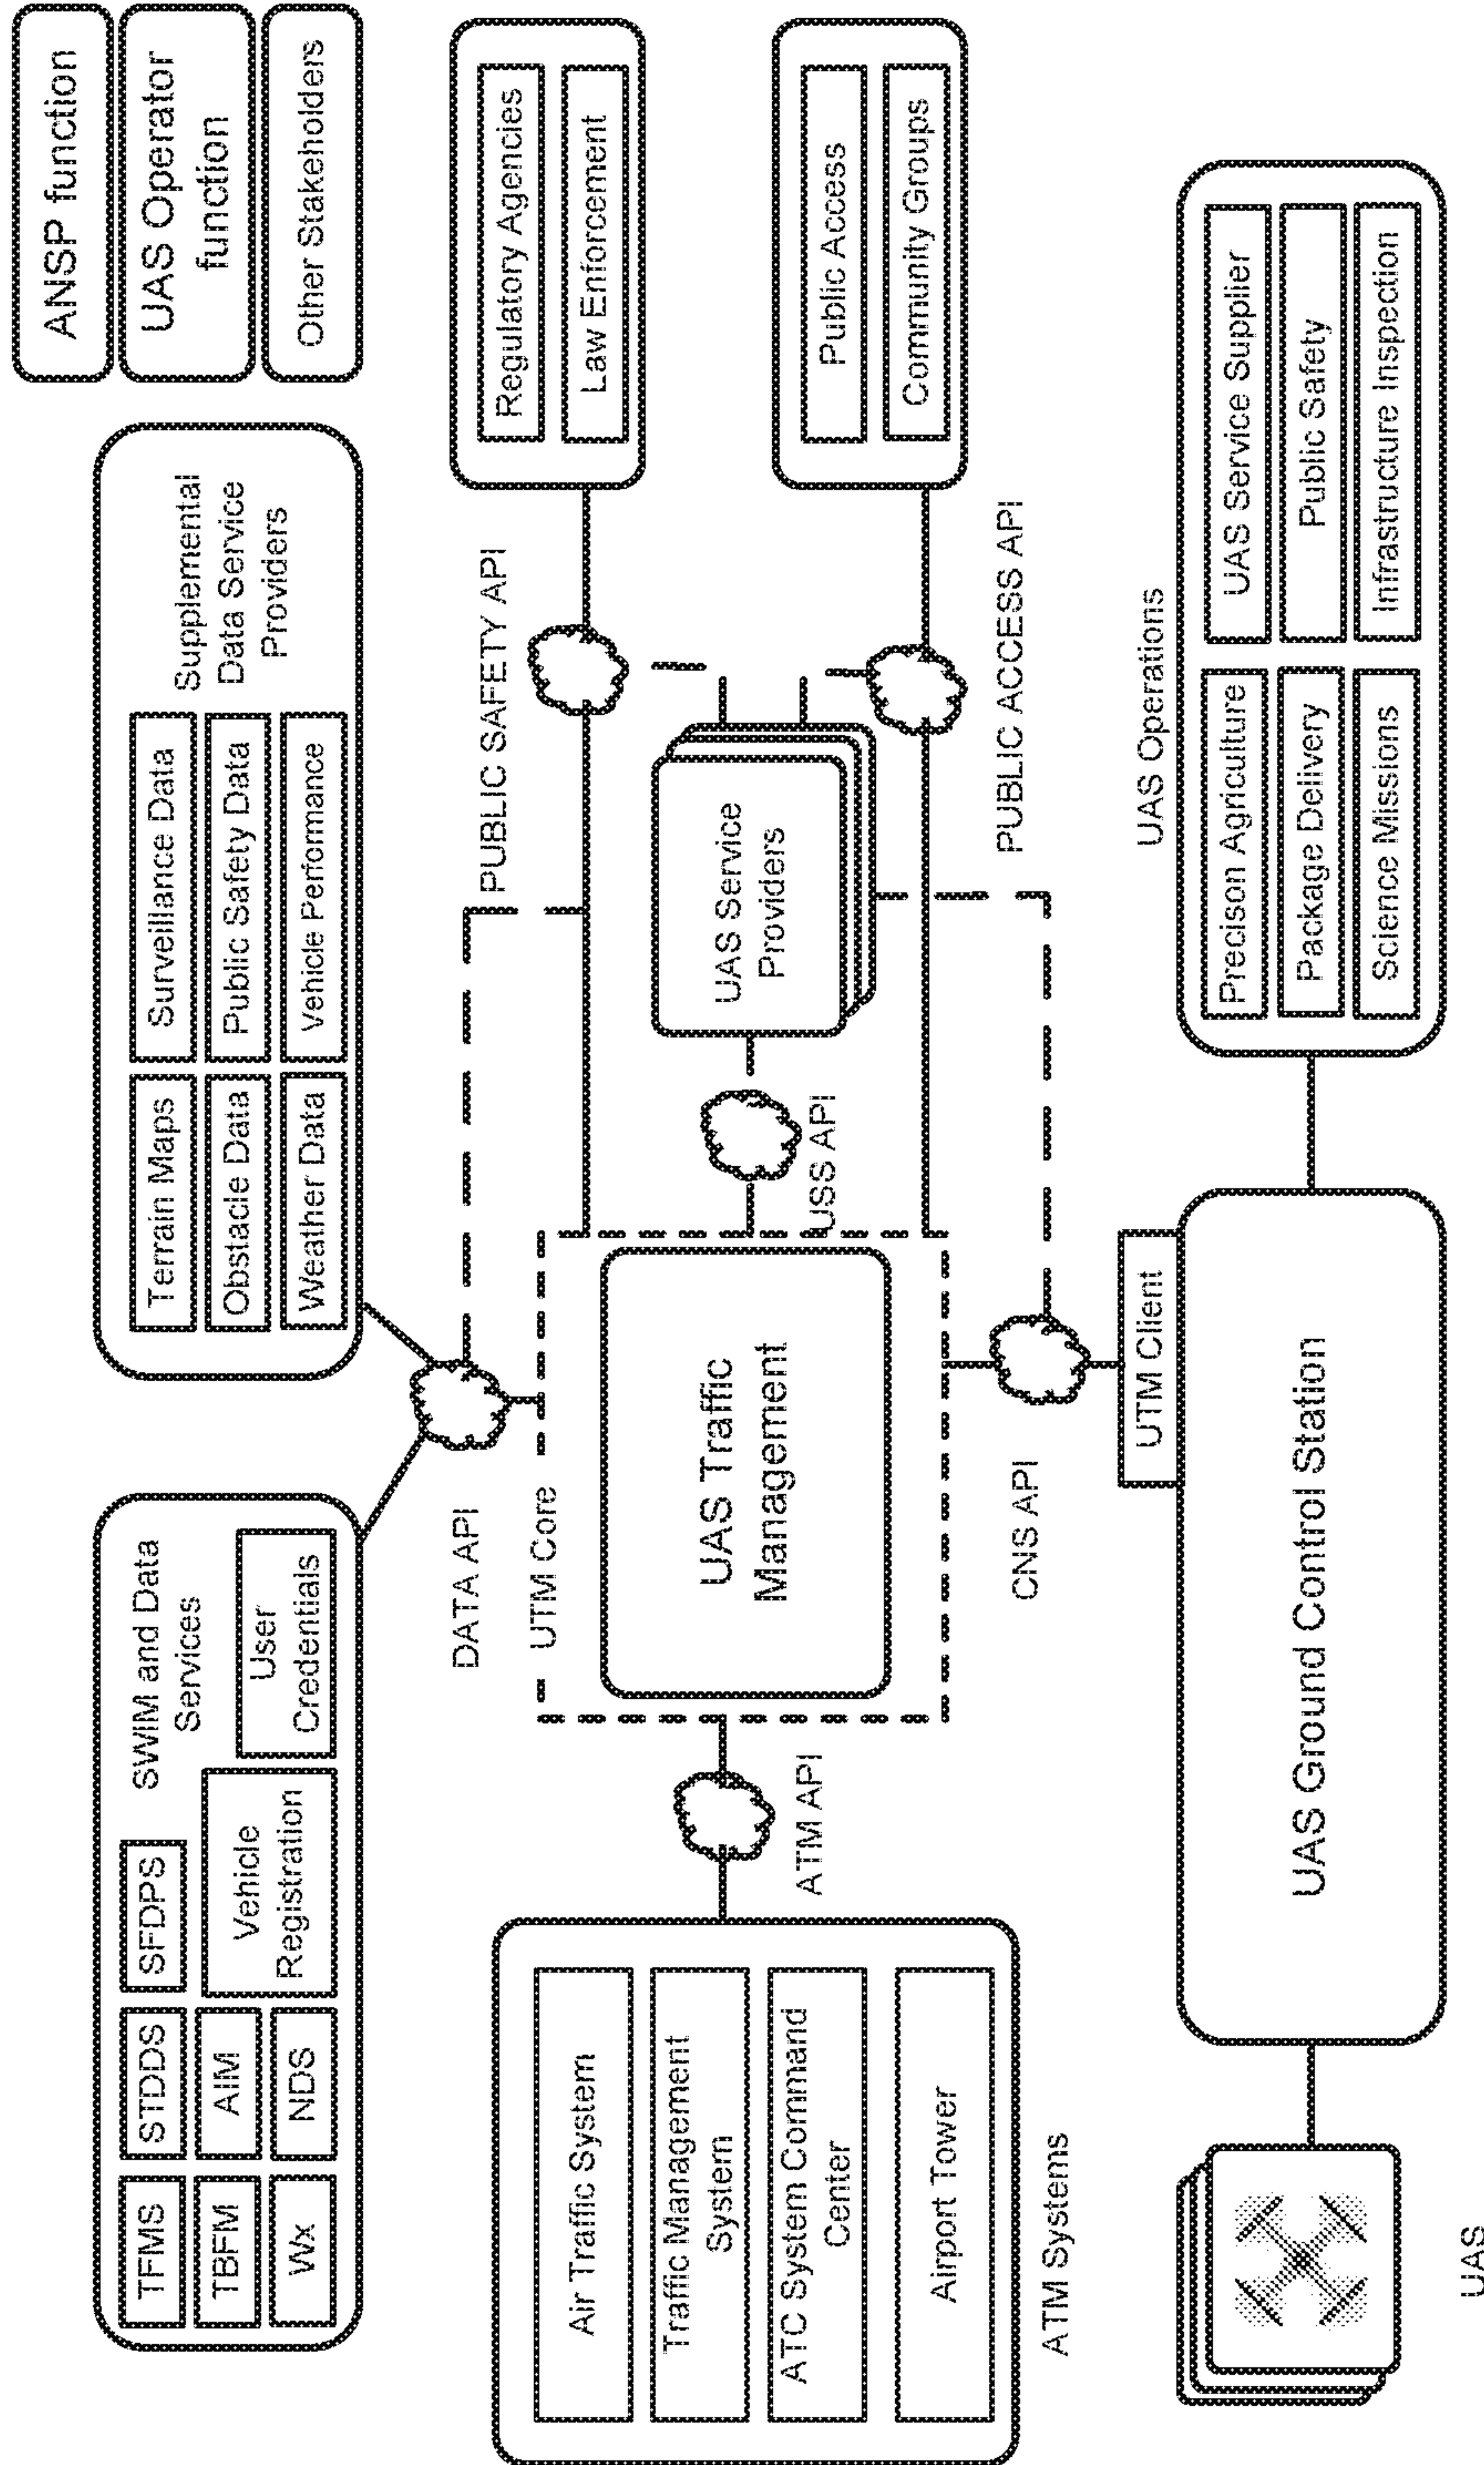 ANSP function
UAS Operator
function
Other Stakeholders
SWIM and Data
Services
TFMS
STDDS
SFDPS
TBFM
AIM
Vehicle
Registration
User
Credentials
Wx
NDS
Supplemental
Data Service
Providers
Terrain Maps
Surveillance Data
Obstacle Data
Public Safety Data
Weather Data
Vehicle Performance
DATA API
PUBLIC SAFETY API
Regulatory Agencies
Law Enforcement
UTM Core
UAS Traffic
Management
UAS Service
Providers
USS API
Air Traffic System
Traffic Management
System
ATC System Command
Center
Airport Tower
ATM Systems
ATM API
Public Access
Community Groups
PUBLIC ACCESS API
CNS API
UTM Client
UAS Ground Control Station
UAS Operations
Precison Agriculture
UAS Service Supplier
Package Delivery
Public Safety
Science Missions
Infrastructure Inspection
UAS